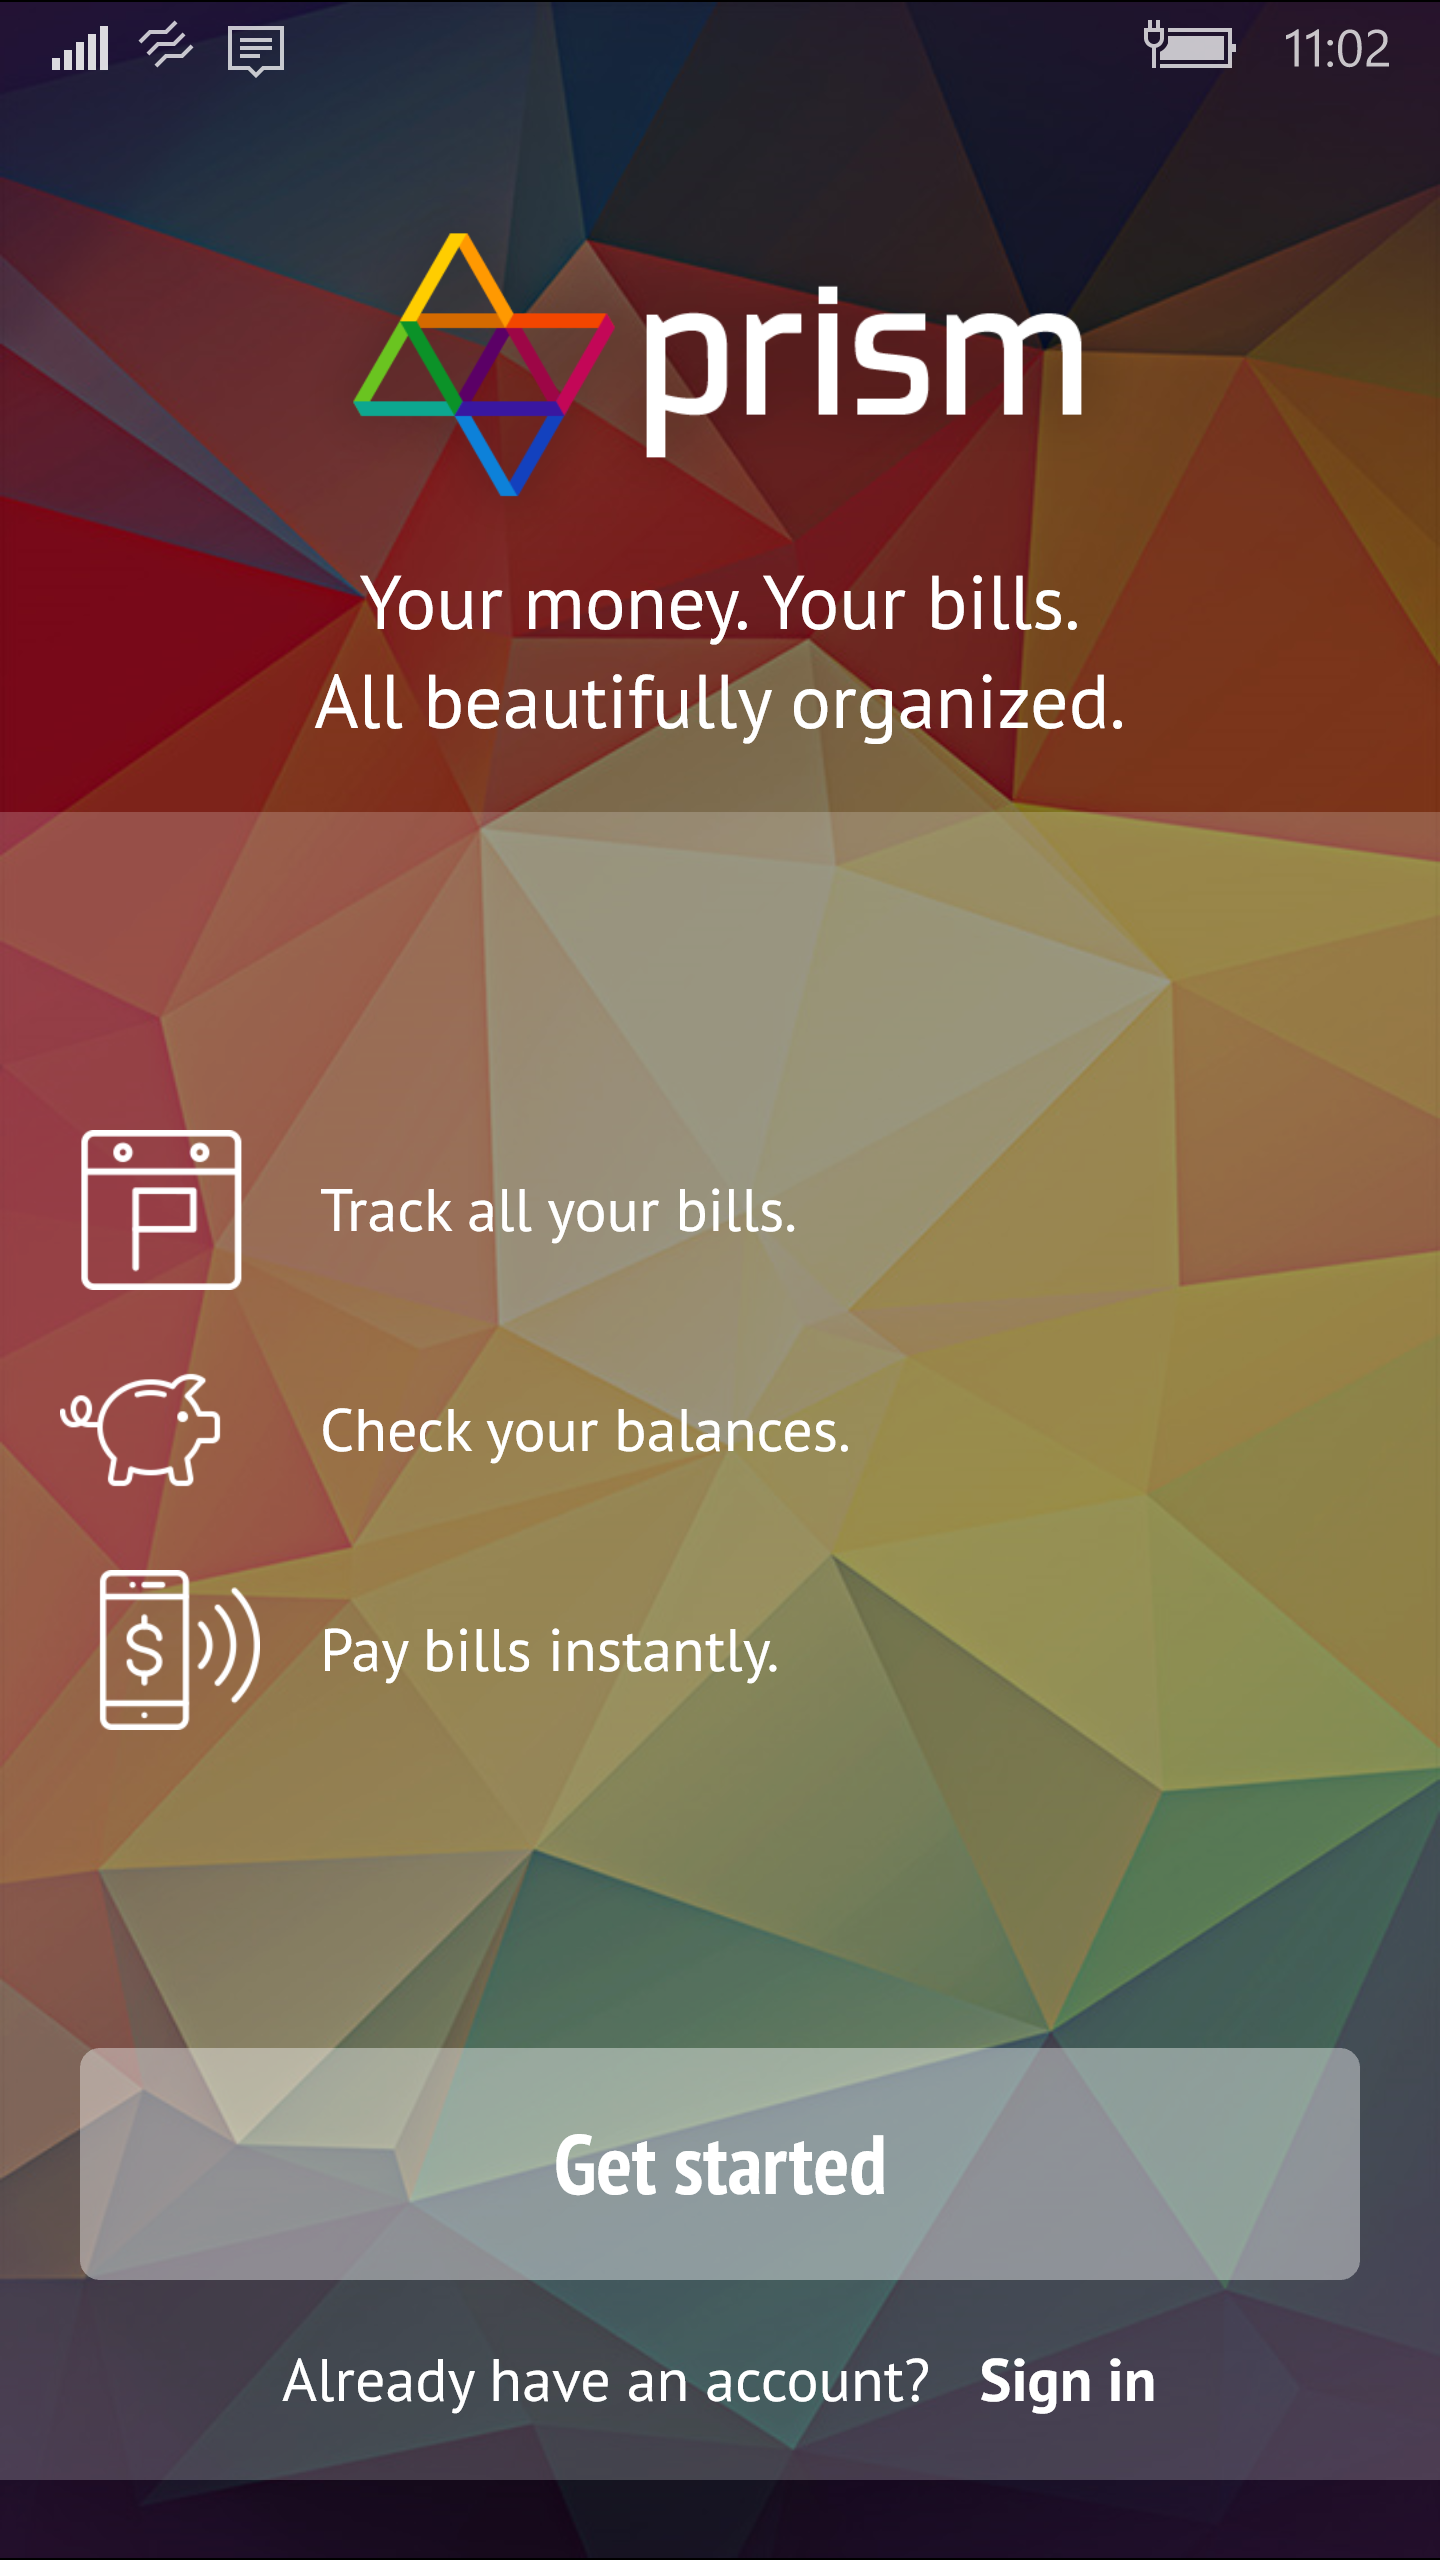 11:02
prism
Your money. Your bills.
All beautifully organized.
P
Track all your bills.
Check your balances.
$
Pay bills instantly.
Get started
Already have an account? Sign in